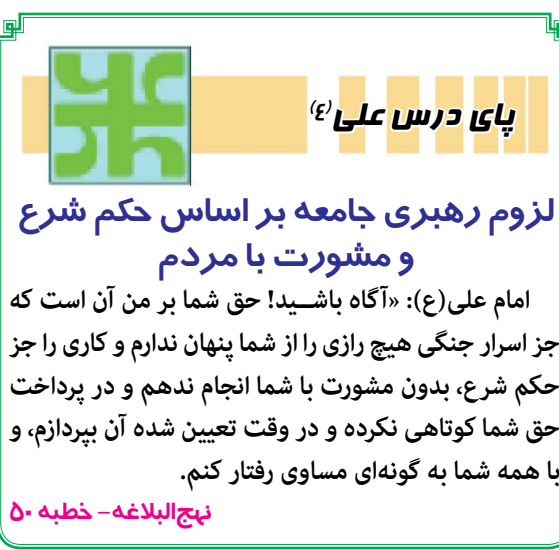 پای درس علی(ع)
لزوم رهبری جامعه بر اساس حکم شرع
و مشورت با مردم
امام علی(ع): «آگاه باشــید! حق شما بر من آن است که
جز اسرار جنگی هیچ رازی را از شما پنهان ندارم و کاری را جز
حکم شرع، بدون مشورت با شما انجام ندهم و در پرداخت
حق شما کوتاهی نکرده و در وقت تعیین شده آن بپردازم، و
با همه شما به گونه‌ای مساوی رفتار کنم.
نهج‌البلاغه- خطبه ۵۰